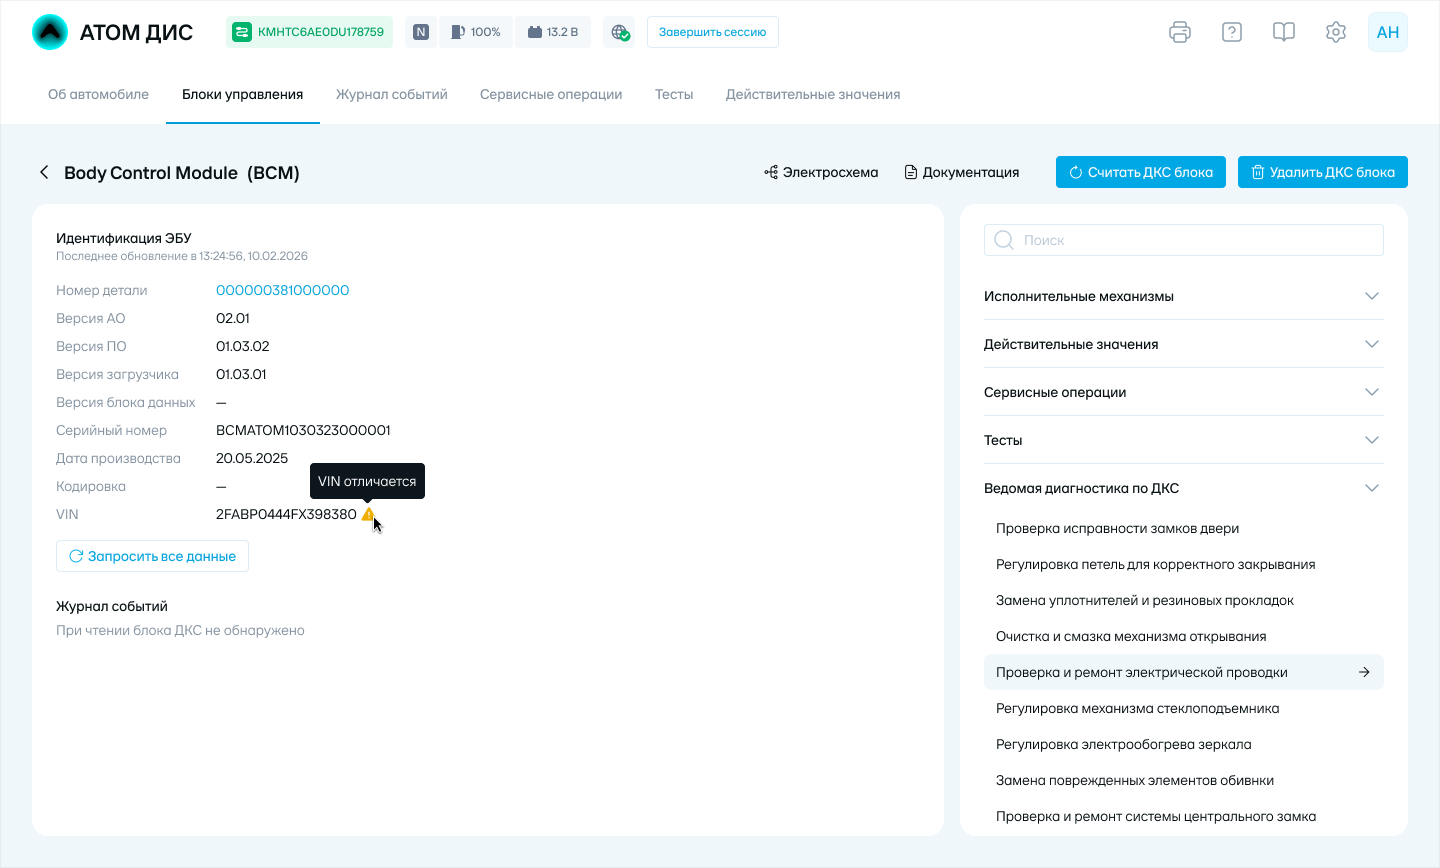 АТОМ ДИС
KMHTC6AE0DU178759
N
100%
13.2 В
Завершить сессию
?
АН
Об автомобиле
Блоки управления
Журнал событий
Сервисные операции
Тесты
Действительные значения
Body Control Module (BCM)
Электросхема
Документация
Считать ДКС блока
Удалить ДКС блока
Идентификация ЭБУ
Последнее обновление в 13:24:56, 10.02.2026
Номер детали 000000381000000
Версия АО 02.01
Версия ПО 01.03.02
Версия загрузчика 01.03.01
Версия блока данных —
Серийный номер BCMATOM1030323000001
Дата производства 20.05.2025
Кодировка —
VIN отличается
VIN 2FABP0444FX398380
Запросить все данные
Журнал событий
При чтении блока ДКС не обнаружено
Поиск
Исполнительные механизмы
Действительные значения
Сервисные операции
Тесты
Ведомая диагностика по ДКС
Проверка исправности замков двери
Регулировка петель для корректного закрывания
Замена уплотнителей и резиновых прокладок
Очистка и смазка механизма открывания
Проверка и ремонт электрической проводки
Регулировка механизма стеклоподъемника
Регулировка электрообогрева зеркала
Замена поврежденных элементов обивнки
Проверка и ремонт системы центрального замка